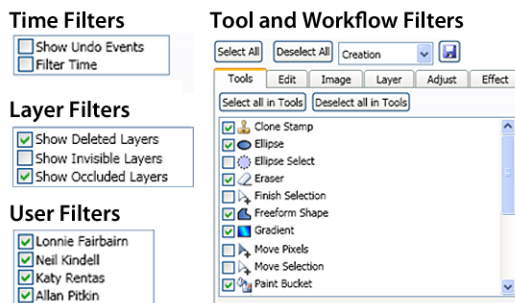 Time Filters
Show Undo Events
Filter Time
Layer Filters
Show Deleted Layers
Show Invisible Layers
Show Occluded Layers
User Filters
Lonnie Fairbairn
Neil Kindell
Katy Rentas
Allan Pitkin
Tool and Workflow Filters
Select All Deselect All Creation
Tools Edit Image Layer Adjust Effect
Select all in Tools Deselect all in Tools
Clone Stamp
Ellipse
Ellipse Select
Eraser
Finish Selection
Freeform Shape
Gradient
Move Pixels
Move Selection
Paint Bucket